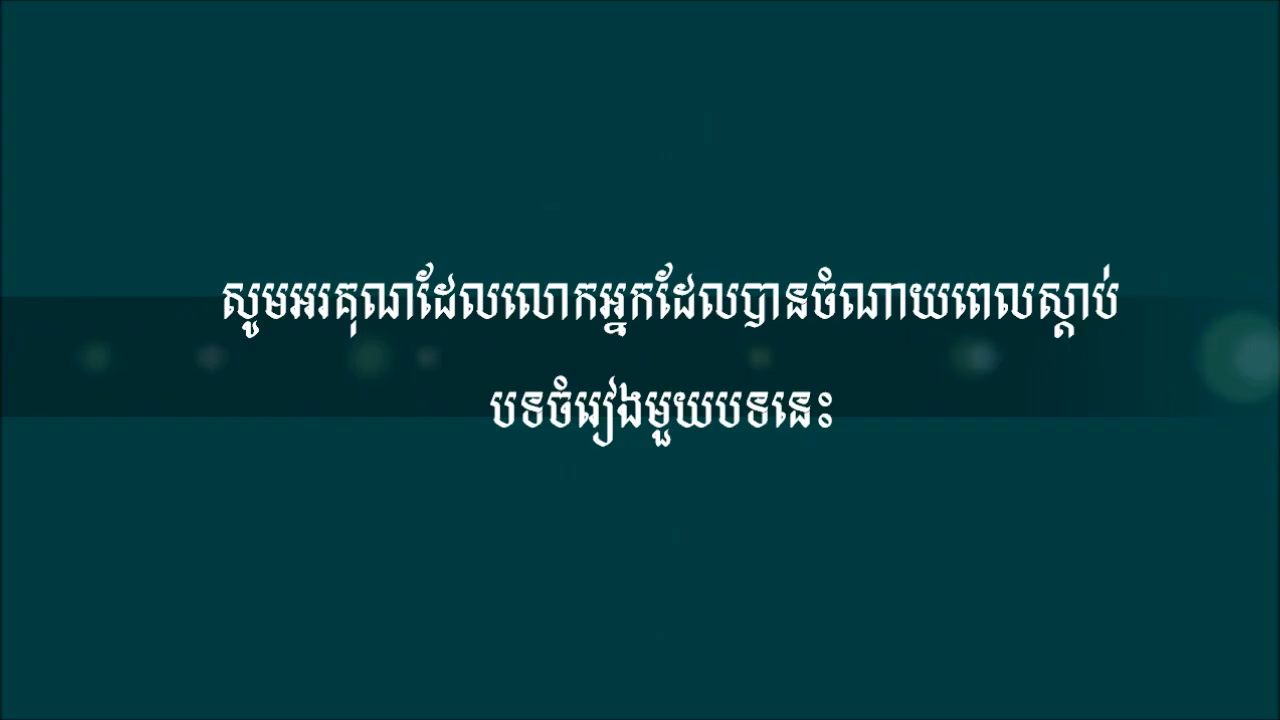 សូមអរគុណដែលលោកអ្នកដែលបានចំណាយពេលស្តាប់
បទចំរៀងមួយបទនេះ